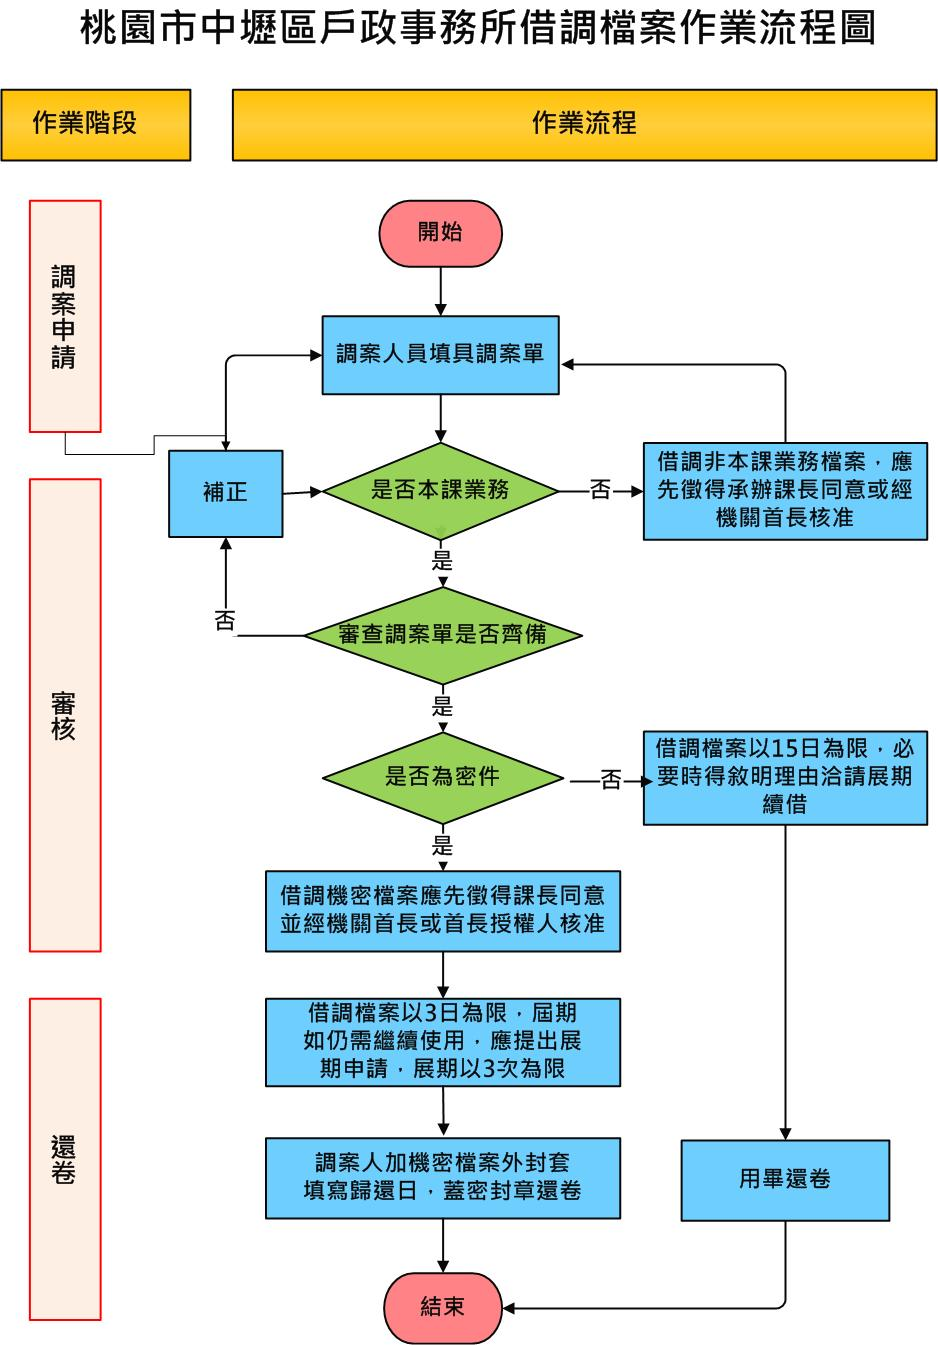 桃園市中壢區戶政事務所借調檔案作業流程圖
作業階段
作業流程
調案申請
開始
調案人員填具調案單
補正
是否本課業務
否
借調非本課業務檔案，應
先徵得承辦課長同意或經
機關首長核准
是
否
審查調案單是否齊備
審核
是
是否為密件
否
借調檔案以15日為限，必
要時得敘明理由洽請展期
續借
是
借調機密檔案應先徵得課長同意
並經機關首長或首長授權人核准
借調檔案以3日為限，屆期
如仍需繼續使用，應提出展
期申請，展期以3次為限
還卷
調案人加機密檔案外封套
填寫歸還日，蓋密封章還卷
用畢還卷
結束